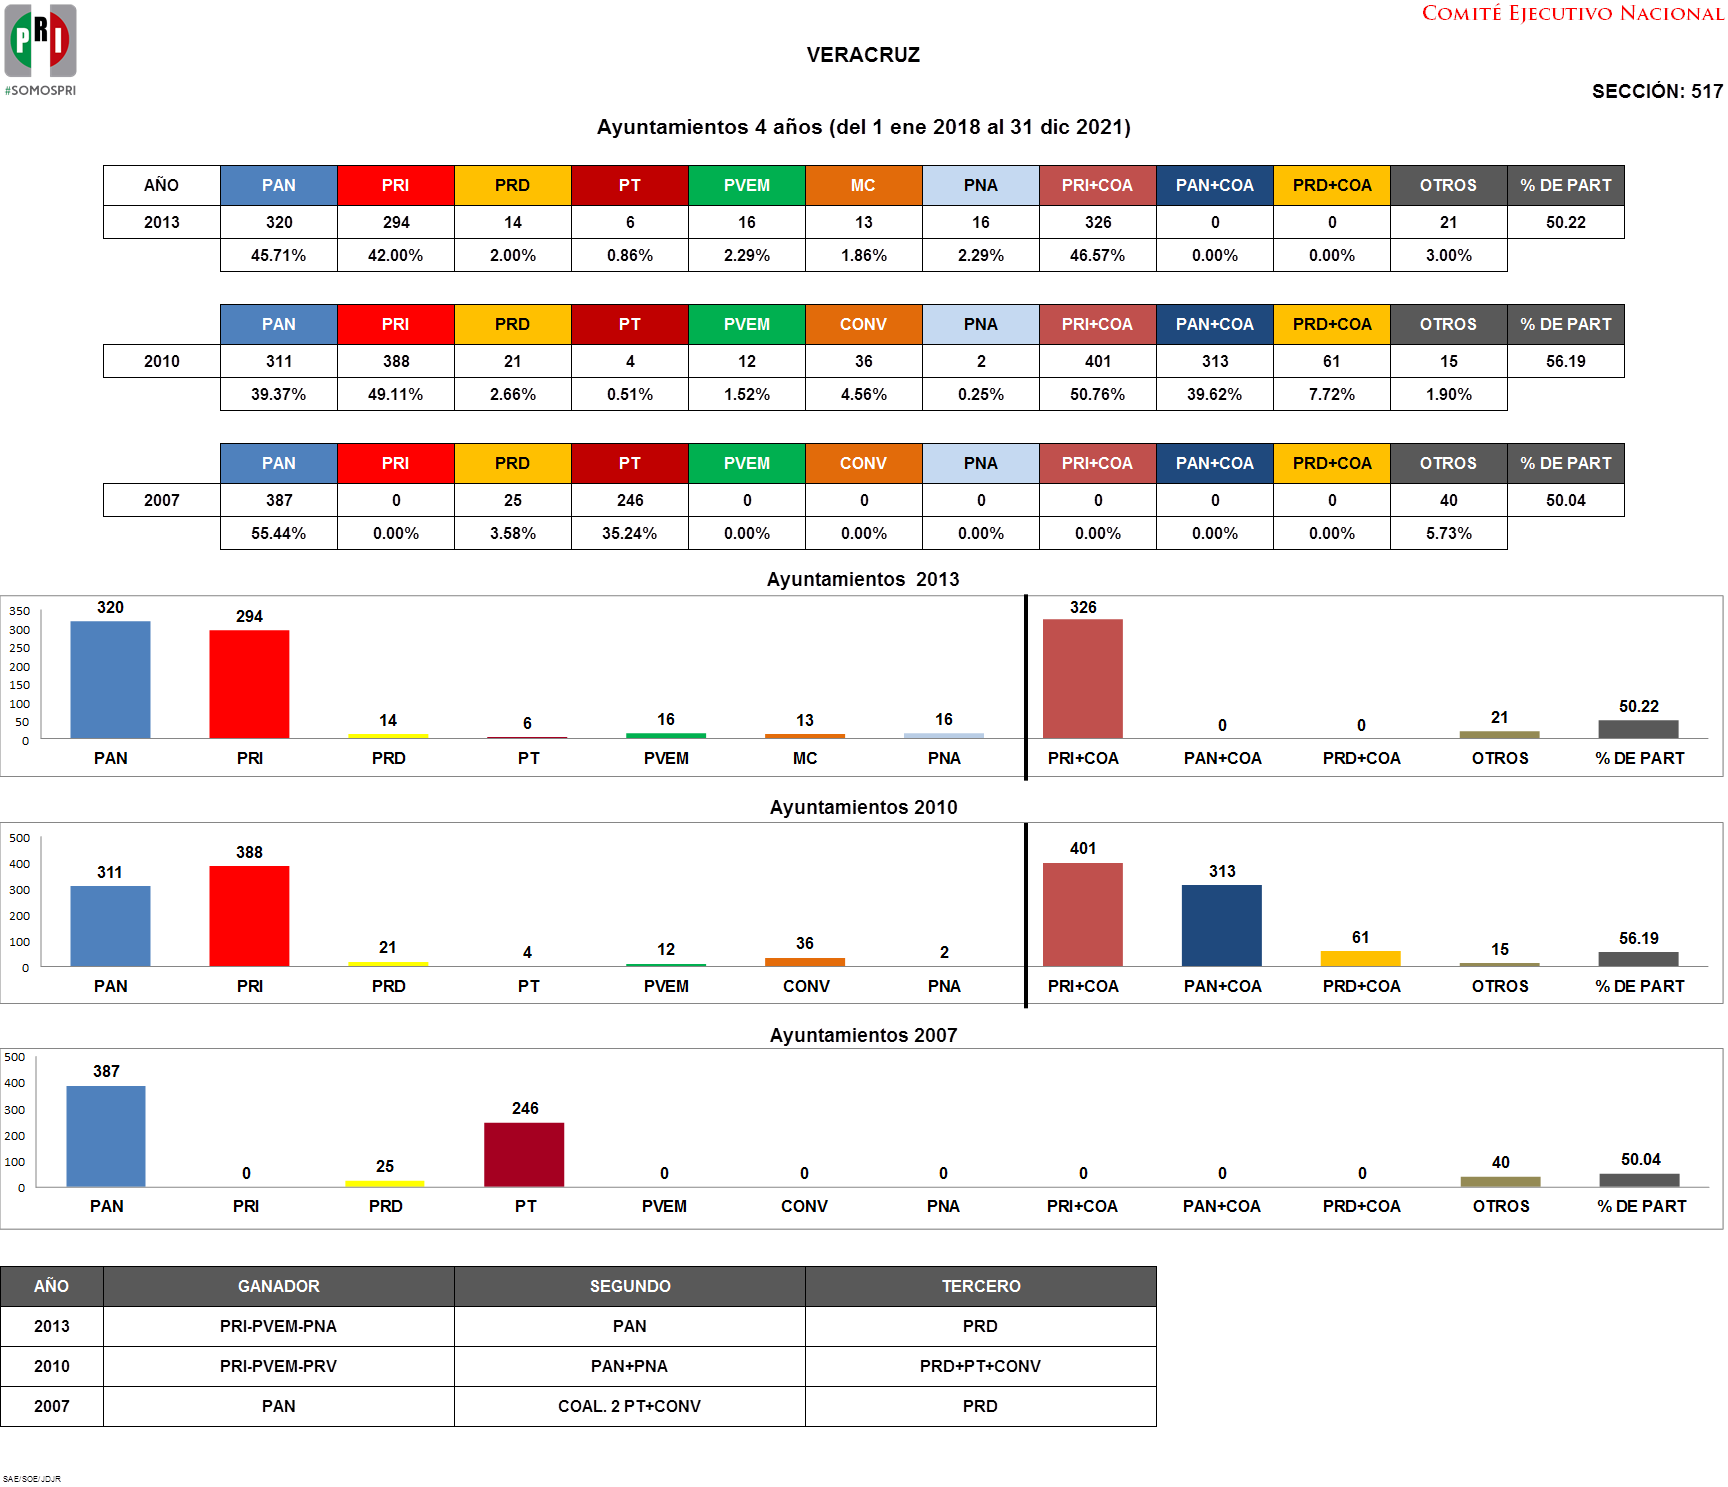 PRI
#SOMOSPRI
COMITÉ EJECUTIVO NACIONAL
VERACRUZ
SECCIÓN: 517
Ayuntamientos 4 años (del 1 ene 2018 al 31 dic 2021)
AÑO PAN PRI PRD PT PVEM MC PNA PRI+COA PAN+COA PRD+COA OTROS % DE PART
2013 320 294 14 6 16 13 16 326 0 0 21 50.22
45.71% 42.00% 2.00% 0.86% 2.29% 1.86% 2.29% 46.57% 0.00% 0.00% 3.00%
PAN PRI PRD PT PVEM CONV PNA PRI+COA PAN+COA PRD+COA OTROS % DE PART
2010 311 388 21 4 12 36 2 401 313 61 15 56.19
39.37% 49.11% 2.66% 0.51% 1.52% 4.56% 0.25% 50.76% 39.62% 7.72% 1.90%
PAN PRI PRD PT PVEM CONV PNA PRI+COA PAN+COA PRD+COA OTROS % DE PART
2007 387 0 25 246 0 0 0 0 0 0 40 50.04
55.44% 0.00% 3.58% 35.24% 0.00% 0.00% 0.00% 0.00% 0.00% 0.00% 5.73%
Ayuntamientos 2013
350
300
250
200
150
100
50
0
320 294 14 6 16 13 16 326 0 0 21 50.22
PAN PRI PRD PT PVEM MC PNA PRI+COA PAN+COA PRD+COA OTROS % DE PART
Ayuntamientos 2010
500
400
300
200
100
0
311 388 21 4 12 36 2 401 313 61 15 56.19
PAN PRI PRD PT PVEM CONV PNA PRI+COA PAN+COA PRD+COA OTROS % DE PART
Ayuntamientos 2007
500
400
300
200
100
0
387 0 25 246 0 0 0 0 0 0 40 50.04
PAN PRI PRD PT PVEM CONV PNA PRI+COA PAN+COA PRD+COA OTROS % DE PART
AÑO GANADOR SEGUNDO TERCERO
2013 PRI-PVEM-PNA PAN PRD
2010 PRI-PVEM-PRV PAN+PNA PRD+PT+CONV
2007 PAN COAL. 2 PT+CONV PRD
SAE/SOE/JDJR